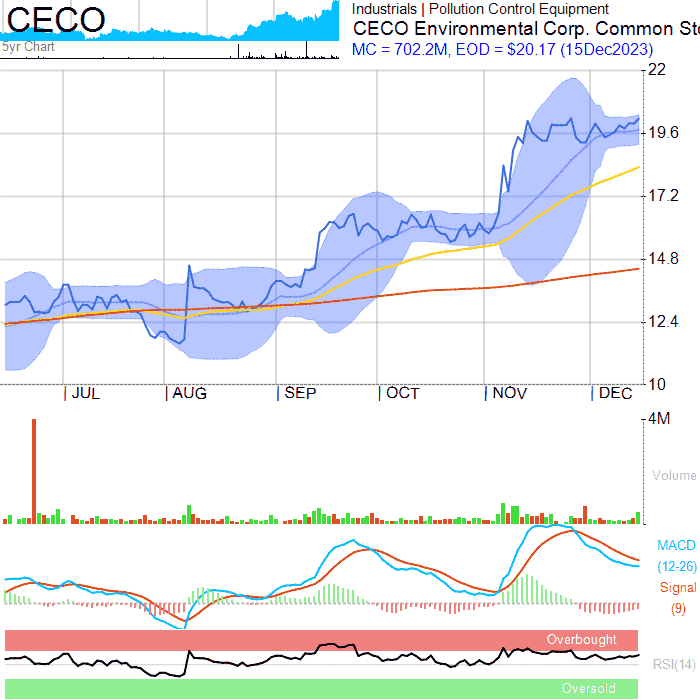 CECO
5yr Chart
Industrials | Pollution Control Equipment
CECO Environmental Corp. Common Sto
MC = 702.2M, EOD = $20.17 (15Dec2023)
22
19.6
17.2
14.8
12.4
10
JUL
AUG
SEP
OCT
NOV
DEC
4M
Volume
MACD
(12-26)
Signal
(9)
Overbought
RSI(14)
Oversold